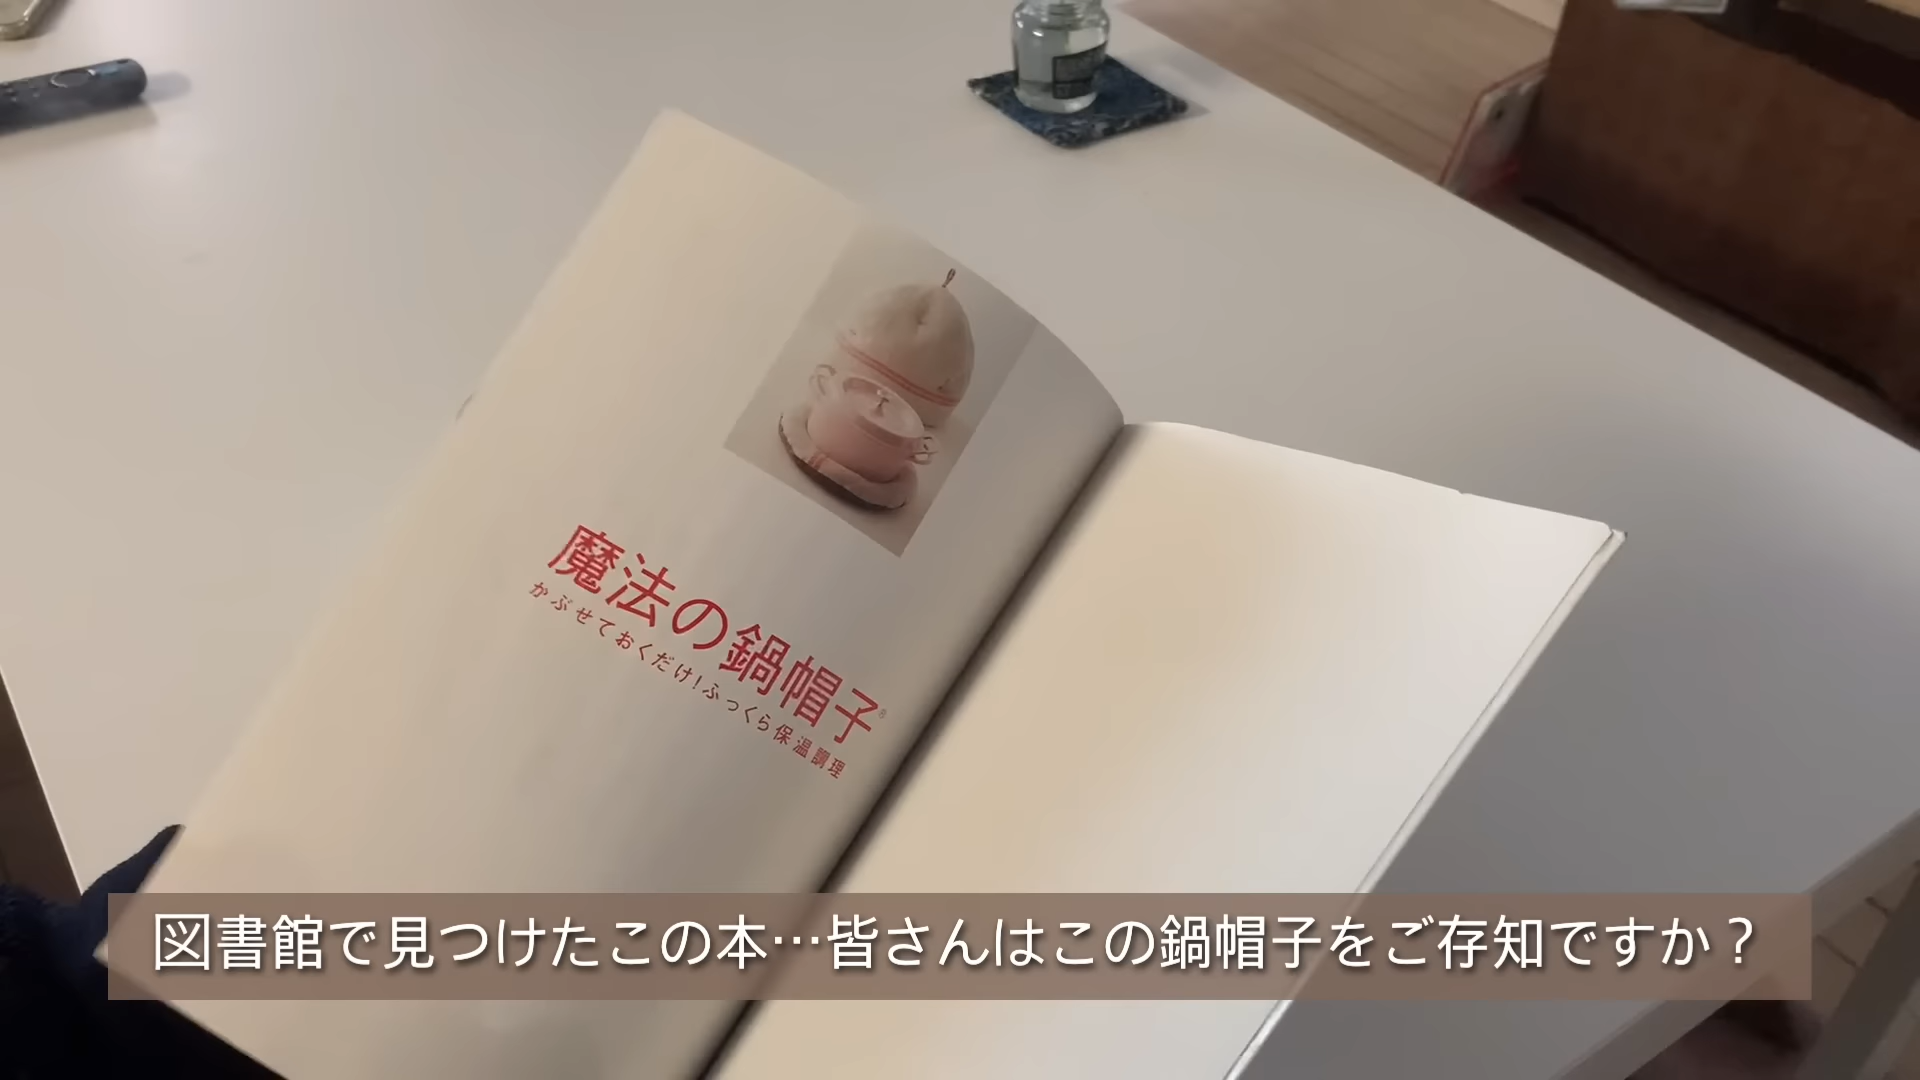 魔法の鍋帽子®
かぶせておくだけ!ふっくら保温調理
図書館で見つけたこの本…皆さんはこの鍋帽子をご存知ですか？